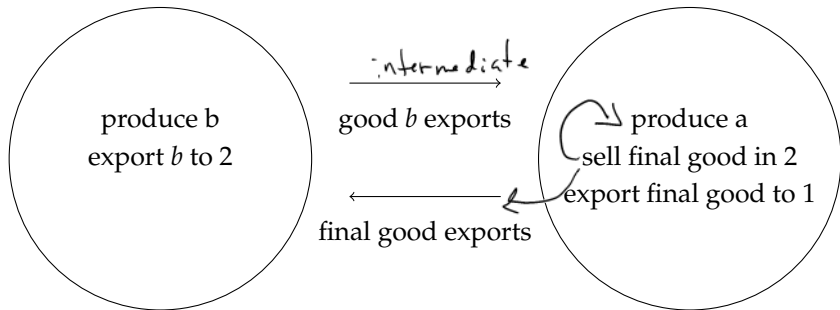 produce b
export b to 2
intermediate
good b exports
final good exports
produce a
sell final good in 2
export final good to 1